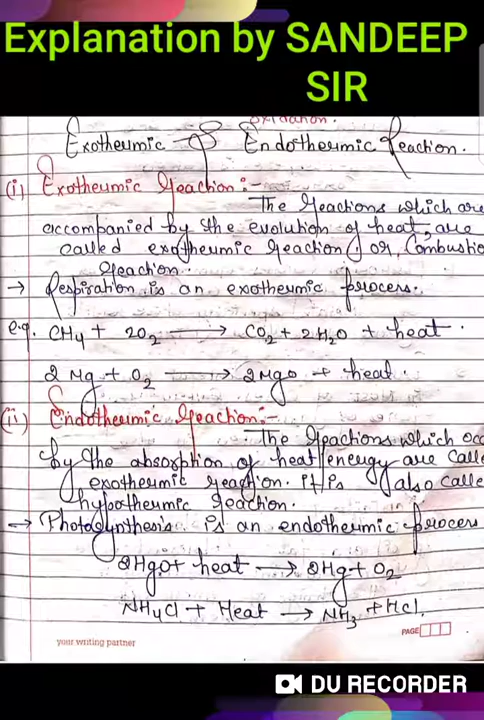 Explanation by SANDEEP
SIR
oxidation.
Exothermic & Endothermic Reaction.
(i) Exothermic Reaction:-
The Reactions which are
accompanied by the evolution of heat, are
called exothermic Reaction or, Combustio
Reaction.
→ Respiration is an exothermic process.
e.g. CH4 + 2O2 → CO2 + 2H2O + heat.
2 Mg + O2 → 2MgO + heat.
(ii) Endothermic Reaction:-
The Reactions which occ
by the absorption of heat/energy are calle
exothermic reaction. it is also calle
hypothermic Reaction.
→ Photosynthesis is an endothermic process
2HgO + heat → 2Hg + O2
NH4Cl + Heat → NH3 + HCl.
PAGE
your writing partner
DU RECORDER